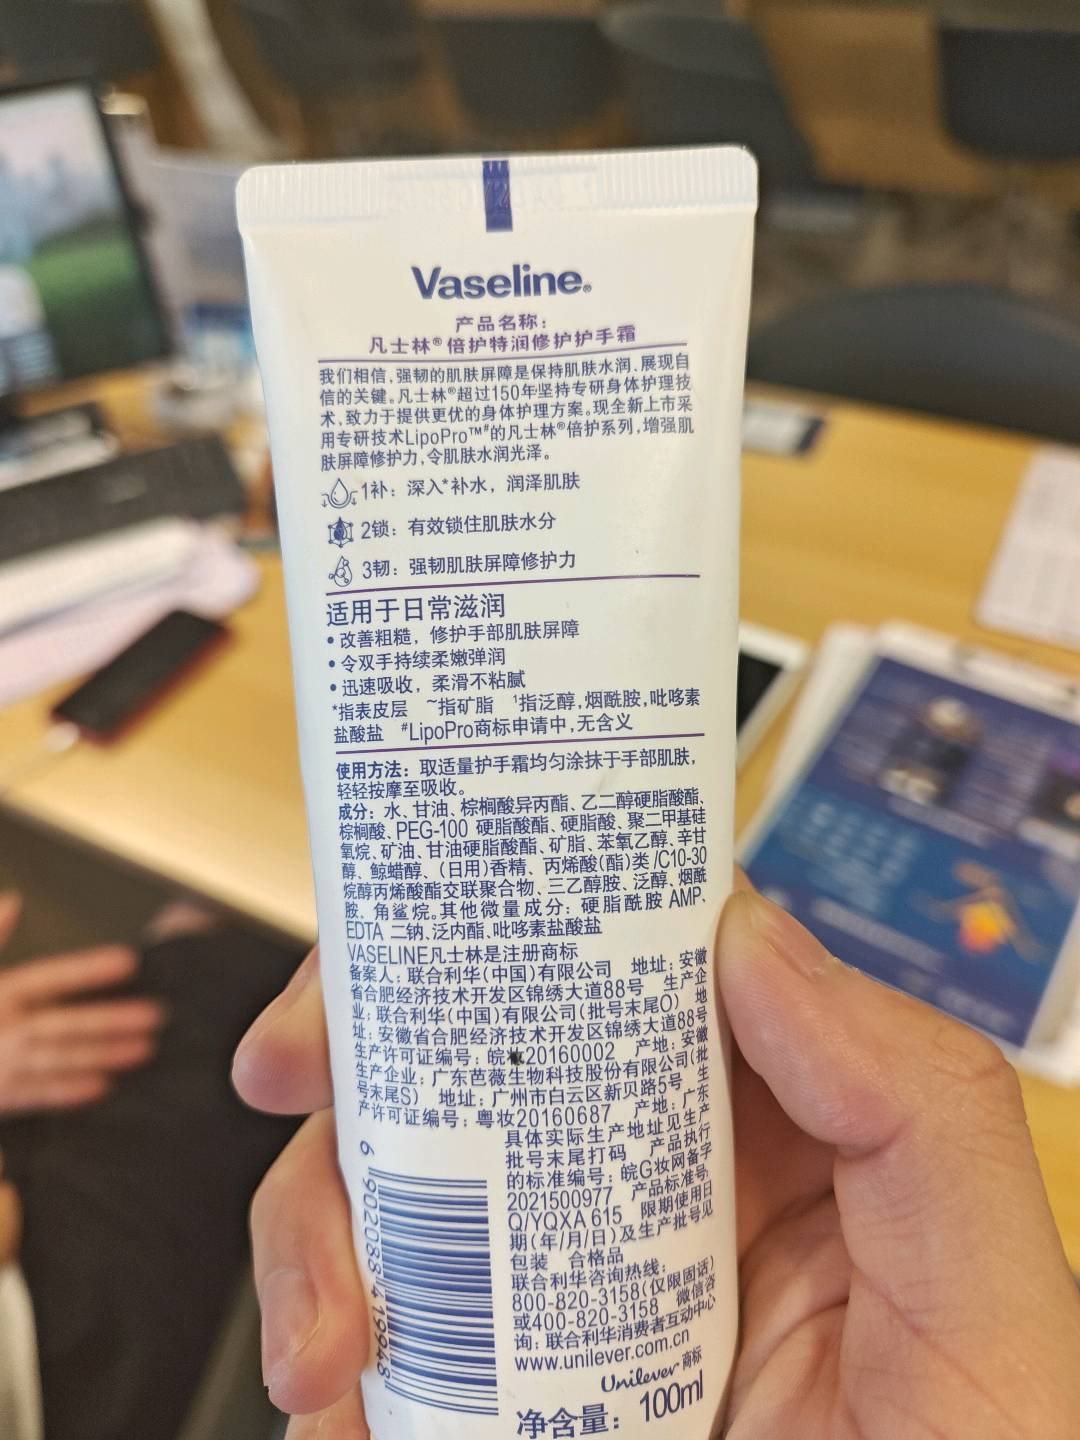 Vaseline®
产品名称：
凡士林®倍护特润修护护手霜
我们相信,强韧的肌肤屏障是保持肌肤水润、展现自
信的关键。凡士林®超过150年坚持专研身体护理技
术,致力于提供更优的身体护理方案。现全新上市采
用专研技术LipoPro™#的凡士林®倍护系列,增强肌
肤屏障修护力,令肌肤水润光泽。
1补：深入*补水，润泽肌肤
2锁：有效锁住肌肤水分
3韧：强韧肌肤屏障修护力
适用于日常滋润
• 改善粗糙，修护手部肌肤屏障
• 令双手持续柔嫩弹润
• 迅速吸收，柔滑不粘腻
*指表皮层 ~指矿脂 ¹指泛醇,烟酰胺,吡哆素
盐酸盐 #LipoPro商标申请中,无含义
使用方法：取适量护手霜均匀涂抹于手部肌肤,
轻轻按摩至吸收。
成分：水、甘油、棕榈酸异丙酯、乙二醇硬脂酸酯、
棕榈酸、PEG-100 硬脂酸酯、硬脂酸、聚二甲基硅
氧烷、矿油、甘油硬脂酸酯、矿脂、苯氧乙醇、辛甘
醇、鲸蜡醇、(日用)香精、丙烯酸(酯)类/C10-30
烷醇丙烯酸酯交联聚合物、三乙醇胺、泛醇、烟酰
胺、角鲨烷。其他微量成分：硬脂酰胺 AMP、
EDTA 二钠、泛内酯、吡哆素盐酸盐
VASELINE凡士林是注册商标
备案人：联合利华(中国)有限公司 地址：安徽
省合肥经济技术开发区锦绣大道88号 生产企
业：联合利华(中国)有限公司(批号末尾O) 地
址：安徽省合肥经济技术开发区锦绣大道88号
生产许可证编号：皖妆20160002 产地：安徽
生产企业：广东芭薇生物科技股份有限公司(批
号末尾S) 地址：广州市白云区新贝路5号 生
产许可证编号：粤妆20160687 产地：广东
具体实际生产地址见生产
批号末尾打码 产品执行
的标准编号：皖G妆网备字
2021500977 产品标准号
Q/YQXA 615 限期使用日
期(年/月/日)及生产批号见
包装 合格品
联合利华咨询热线：
800-820-3158(仅限固话)
或400-820-3158 微信咨
询：联合利华消费者互动中心
www.unilever.com.cn
Unilever 商标
净含量：100ml
6 902088 419948